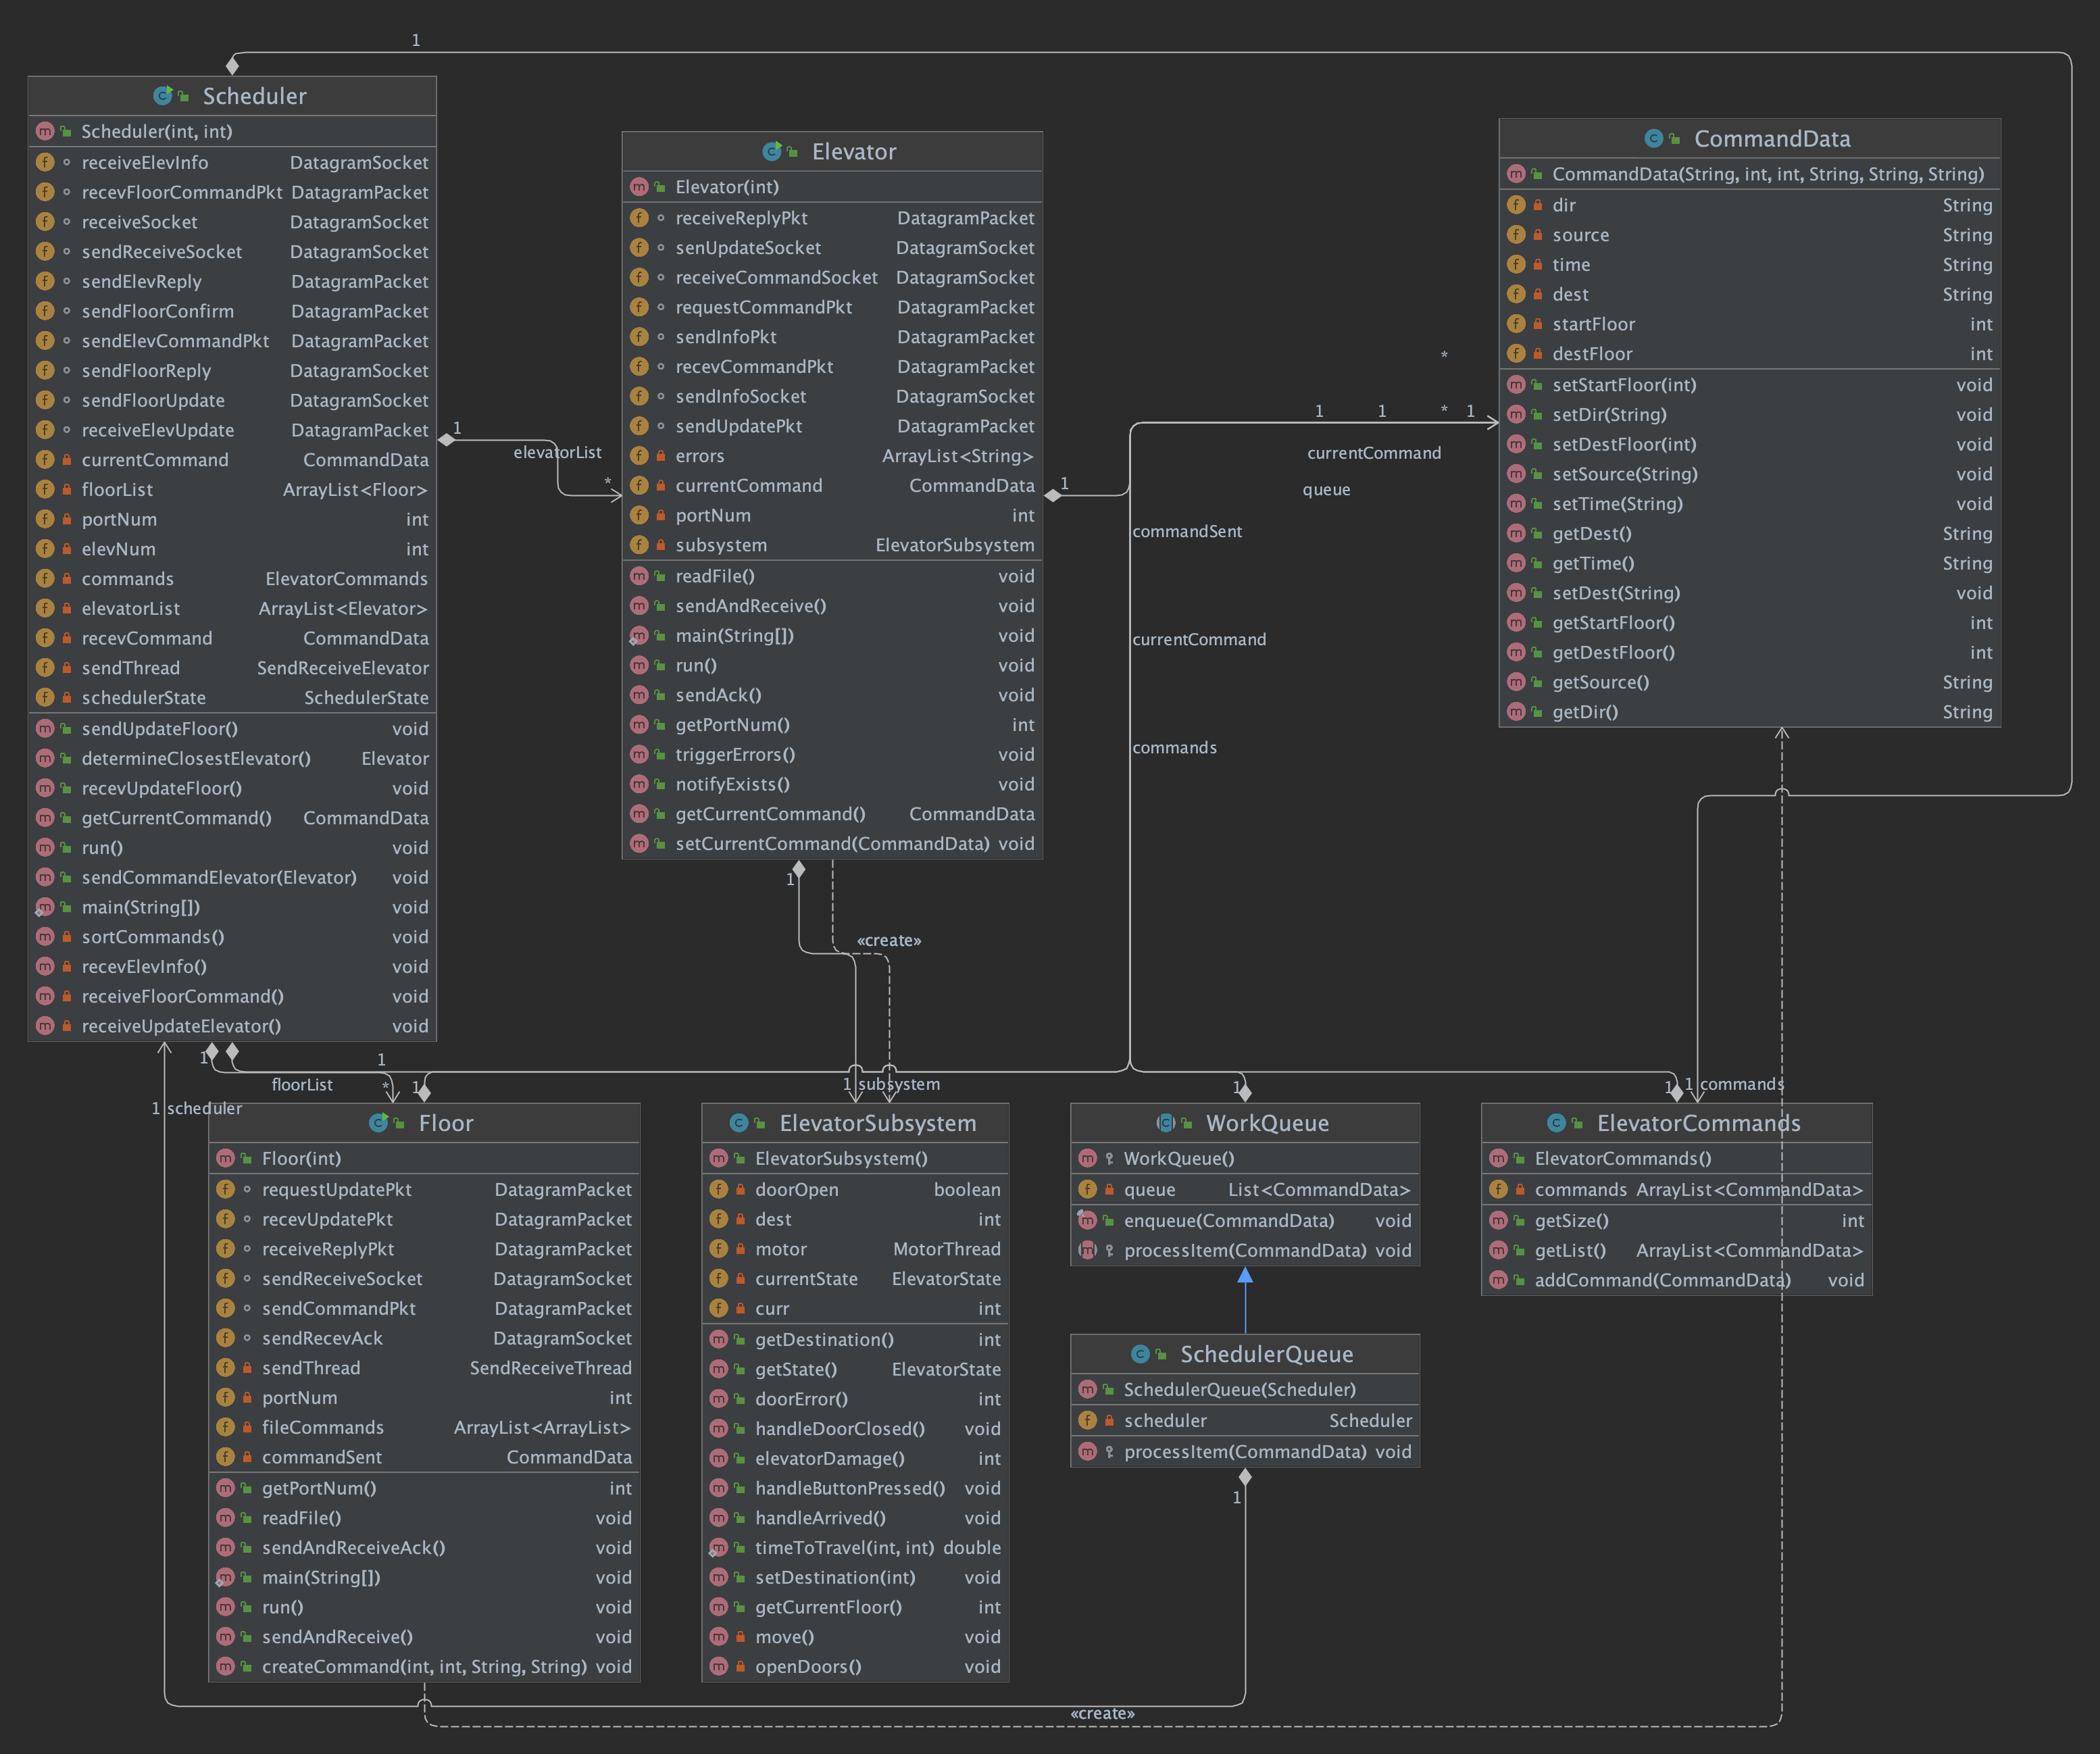 1
Scheduler
Scheduler(int, int)
receiveElevInfo DatagramSocket
recevFloorCommandPkt DatagramPacket
receiveSocket DatagramSocket
sendReceiveSocket DatagramSocket
sendElevReply DatagramPacket
sendFloorConfirm DatagramPacket
sendElevCommandPkt DatagramPacket
sendFloorReply DatagramSocket
sendFloorUpdate DatagramSocket
receiveElevUpdate DatagramPacket
currentCommand CommandData
floorList ArrayList<Floor>
portNum int
elevNum int
commands ElevatorCommands
elevatorList ArrayList<Elevator>
recevCommand CommandData
sendThread SendReceiveElevator
schedulerState SchedulerState
sendUpdateFloor() void
determineClosestElevator() Elevator
recevUpdateFloor() void
getCurrentCommand() CommandData
run() void
sendCommandElevator(Elevator) void
main(String[]) void
sortCommands() void
recevElevInfo() void
receiveFloorCommand() void
receiveUpdateElevator() void
1
elevatorList
*
Elevator
Elevator(int)
receiveReplyPkt DatagramPacket
senUpdateSocket DatagramSocket
receiveCommandSocket DatagramSocket
requestCommandPkt DatagramPacket
sendInfoPkt DatagramPacket
recevCommandPkt DatagramPacket
sendInfoSocket DatagramSocket
sendUpdatePkt DatagramPacket
errors ArrayList<String>
currentCommand CommandData
portNum int
subsystem ElevatorSubsystem
readFile() void
sendAndReceive() void
main(String[]) void
run() void
sendAck() void
getPortNum() int
triggerErrors() void
notifyExists() void
getCurrentCommand() CommandData
setCurrentCommand(CommandData) void
1
*
1 1 * 1
currentCommand
queue
commandSent
currentCommand
commands
CommandData
CommandData(String, int, int, String, String, String)
dir String
source String
time String
dest String
startFloor int
destFloor int
setStartFloor(int) void
setDir(String) void
setDestFloor(int) void
setSource(String) void
setTime(String) void
getDest() String
getTime() String
setDest(String) void
getStartFloor() int
getDestFloor() int
getSource() String
getDir() String
1
«create»
1
1
floorList
*
1
1 subsystem
1
1
1 commands
1 scheduler
Floor
Floor(int)
requestUpdatePkt DatagramPacket
recevUpdatePkt DatagramPacket
receiveReplyPkt DatagramPacket
sendReceiveSocket DatagramSocket
sendCommandPkt DatagramPacket
sendRecevAck DatagramSocket
sendThread SendReceiveThread
portNum int
fileCommands ArrayList<ArrayList>
commandSent CommandData
getPortNum() int
readFile() void
sendAndReceiveAck() void
main(String[]) void
run() void
sendAndReceive() void
createCommand(int, int, String, String) void
ElevatorSubsystem
ElevatorSubsystem()
doorOpen boolean
dest int
motor MotorThread
currentState ElevatorState
curr int
getDestination() int
getState() ElevatorState
doorError() int
handleDoorClosed() void
elevatorDamage() int
handleButtonPressed() void
handleArrived() void
timeToTravel(int, int) double
setDestination(int) void
getCurrentFloor() int
move() void
openDoors() void
WorkQueue
WorkQueue()
queue List<CommandData>
enqueue(CommandData) void
processItem(CommandData) void
SchedulerQueue
SchedulerQueue(Scheduler)
scheduler Scheduler
processItem(CommandData) void
1
ElevatorCommands
ElevatorCommands()
commands ArrayList<CommandData>
getSize() int
getList() ArrayList<CommandData>
addCommand(CommandData) void
«create»